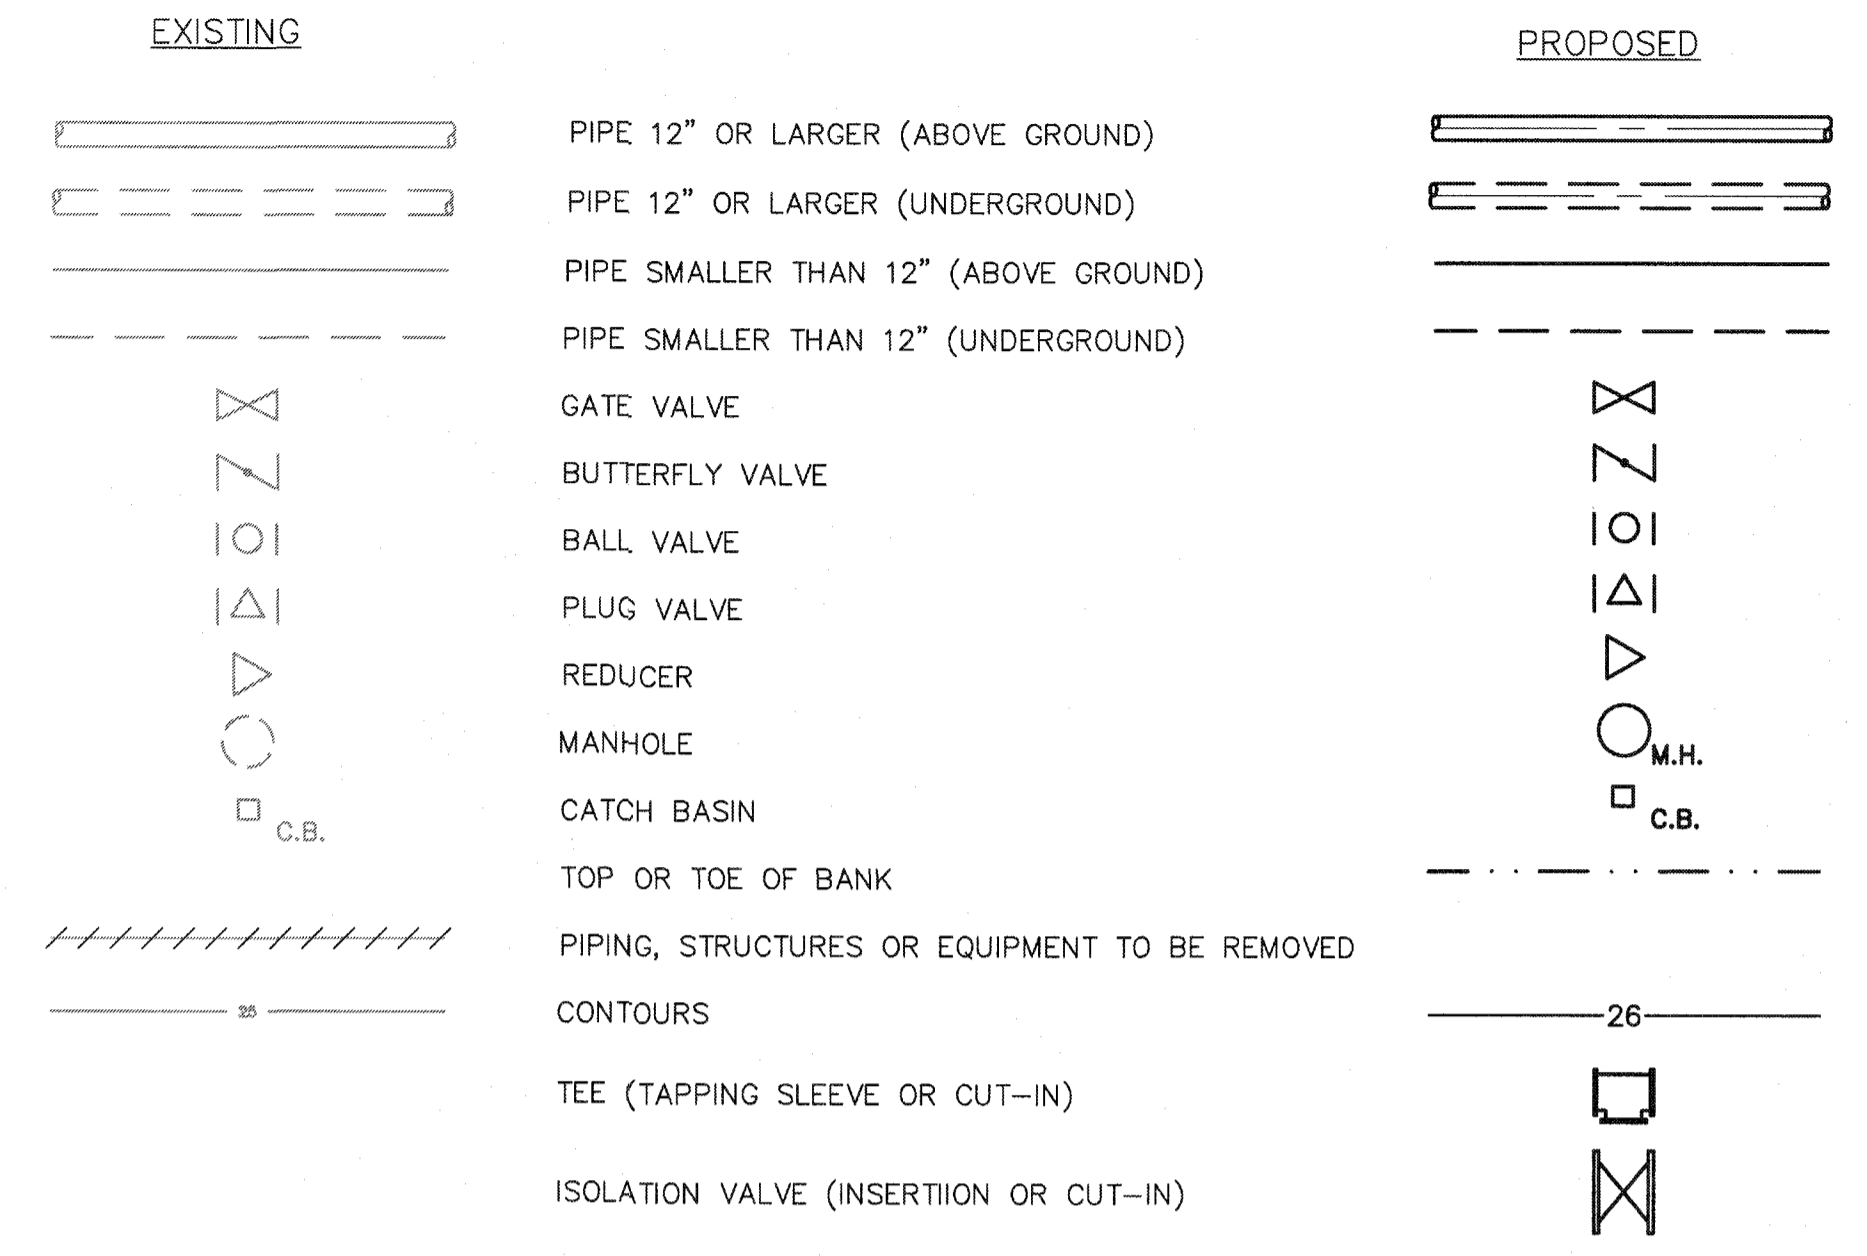 EXISTING
PROPOSED
PIPE 12" OR LARGER (ABOVE GROUND)
PIPE 12" OR LARGER (UNDERGROUND)
PIPE SMALLER THAN 12" (ABOVE GROUND)
PIPE SMALLER THAN 12" (UNDERGROUND)
GATE VALVE
BUTTERFLY VALVE
BALL VALVE
PLUG VALVE
REDUCER
MANHOLE
M.H.
CATCH BASIN
C.B.
C.B.
TOP OR TOE OF BANK
PIPING, STRUCTURES OR EQUIPMENT TO BE REMOVED
CONTOURS
26
TEE (TAPPING SLEEVE OR CUT-IN)
ISOLATION VALVE (INSERTIION OR CUT-IN)